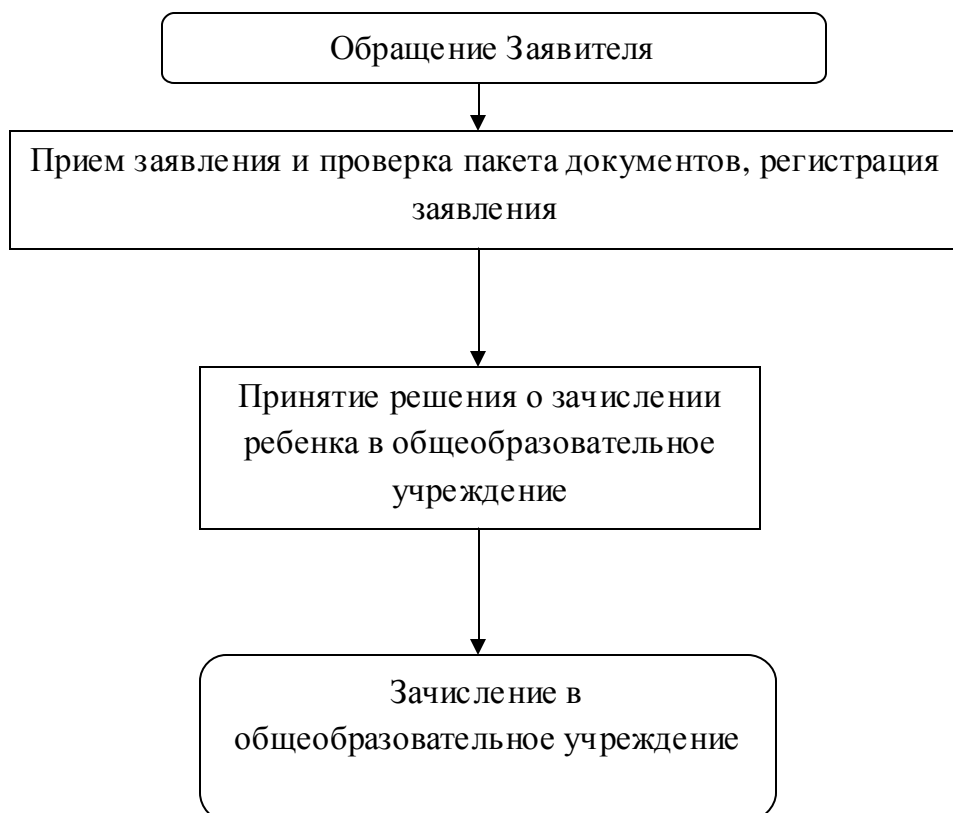 Обращение Заявителя
Прием заявления и проверка пакета документов, регистрация
заявления
Принятие решения о зачислении
ребенка в общеобразовательное
учреждение
Зачисление в
общеобразовательное учреждение